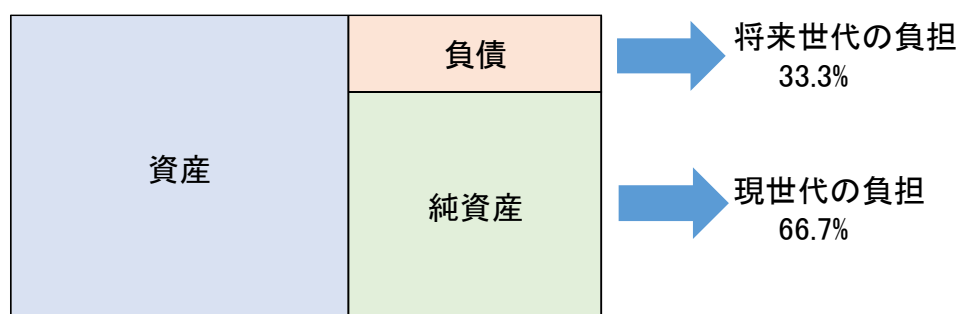 資産
負債
純資産
将来世代の負担
33.3%
現世代の負担
66.7%